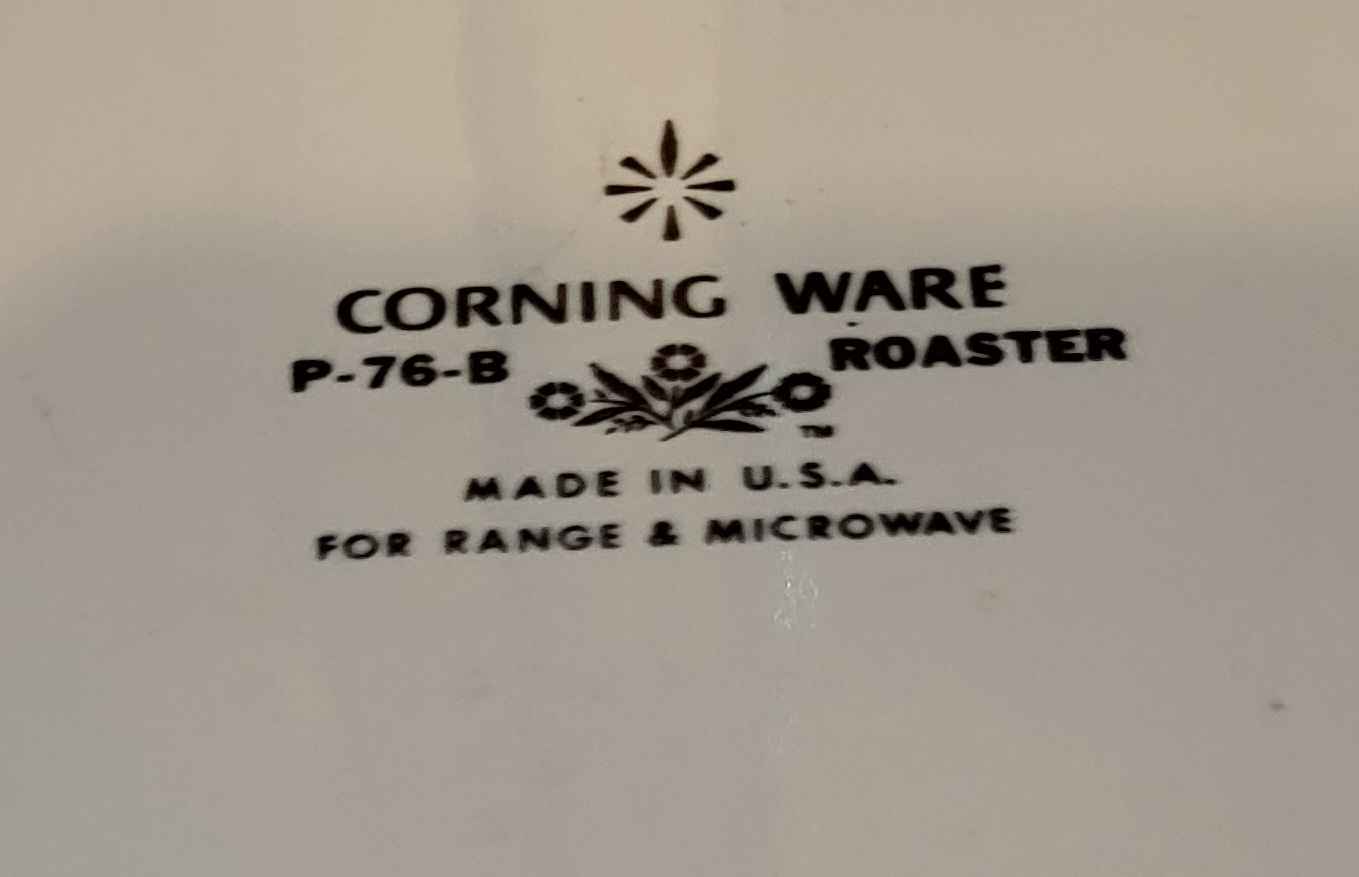 CORNING WARE
P-76-B ROASTER
TM
MADE IN U.S.A.
FOR RANGE & MICROWAVE